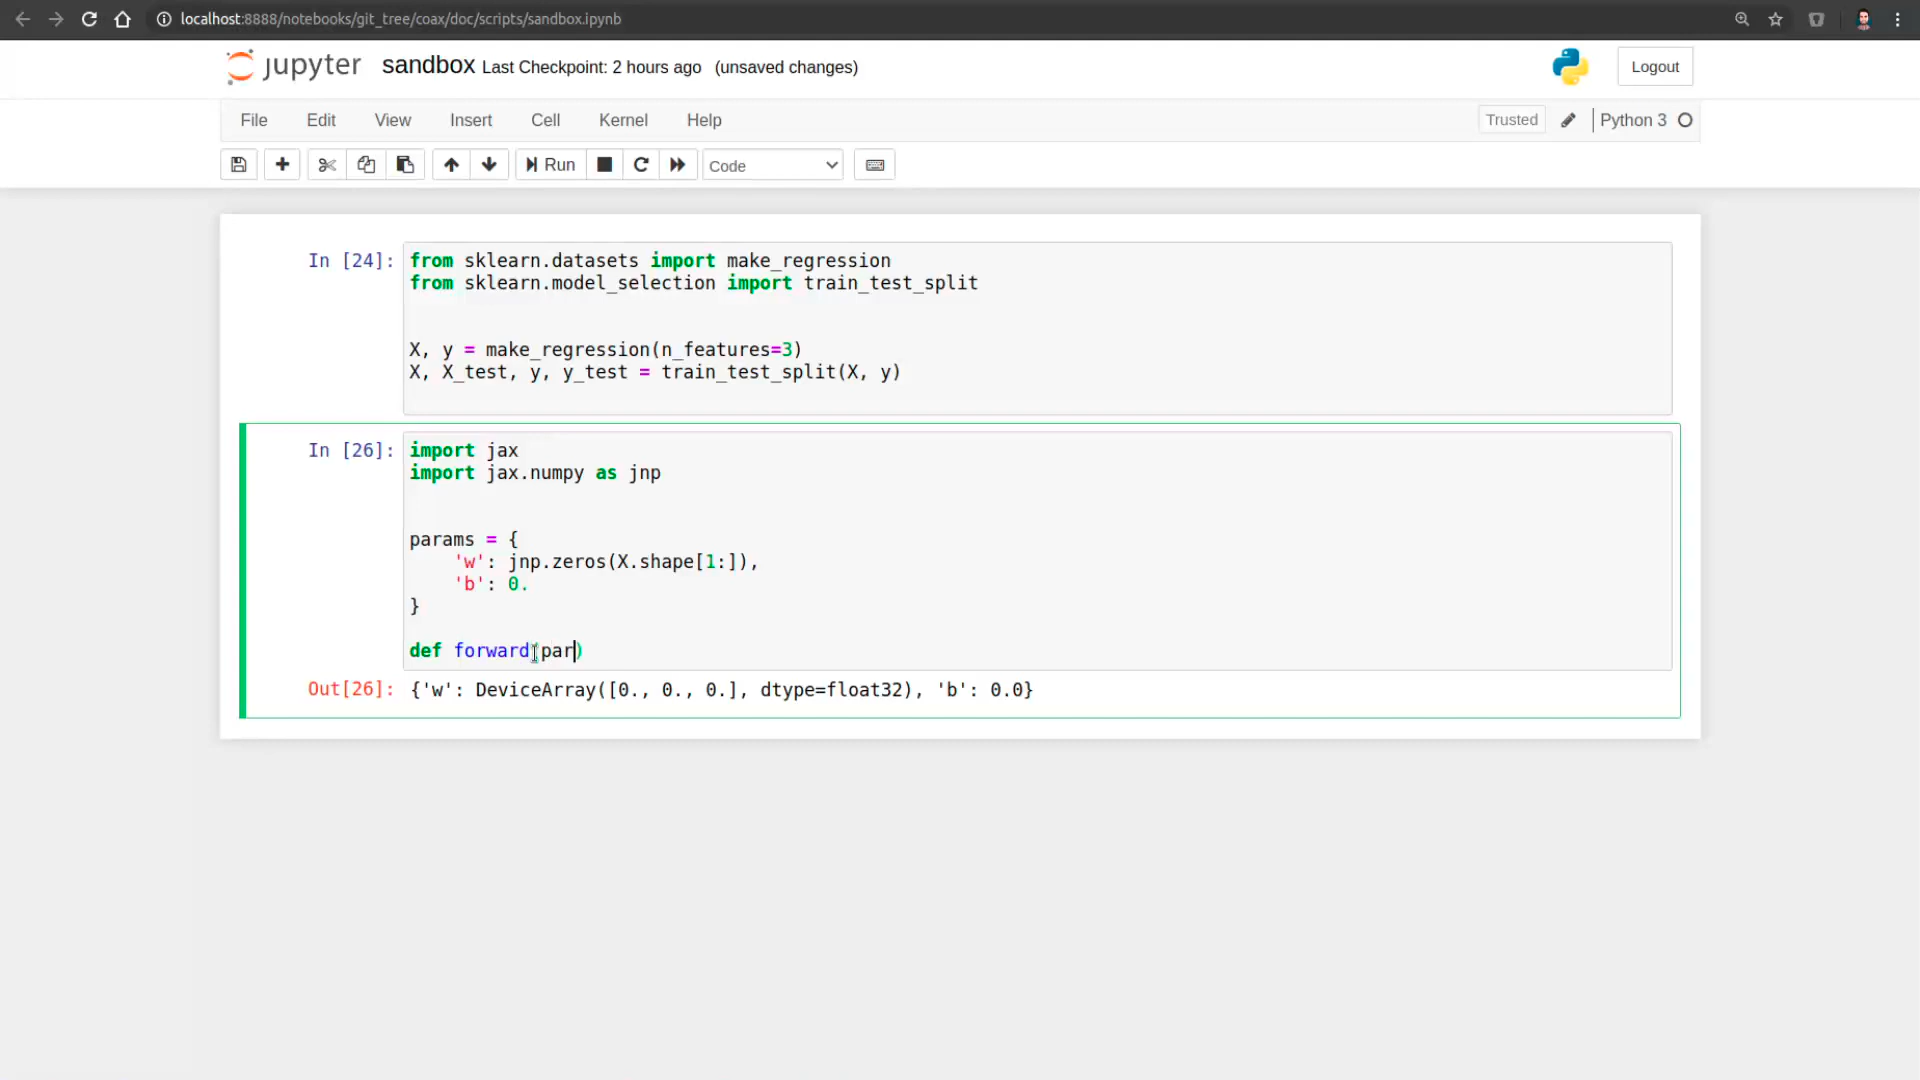 localhost:8888/notebooks/git_tree/coax/doc/scripts/sandbox.ipynb
jupyter sandbox Last Checkpoint: 2 hours ago (unsaved changes)
Logout
File Edit View Insert Cell Kernel Help
Trusted Python 3
Run Code
In [24]: from sklearn.datasets import make_regression
from sklearn.model_selection import train_test_split
X, y = make_regression(n_features=3)
X, X_test, y, y_test = train_test_split(X, y)
In [26]: import jax
import jax.numpy as jnp
params = {
'w': jnp.zeros(X.shape[1:]),
'b': 0.
}
def forward(par)
Out[26]: {'w': DeviceArray([0., 0., 0.], dtype=float32), 'b': 0.0}